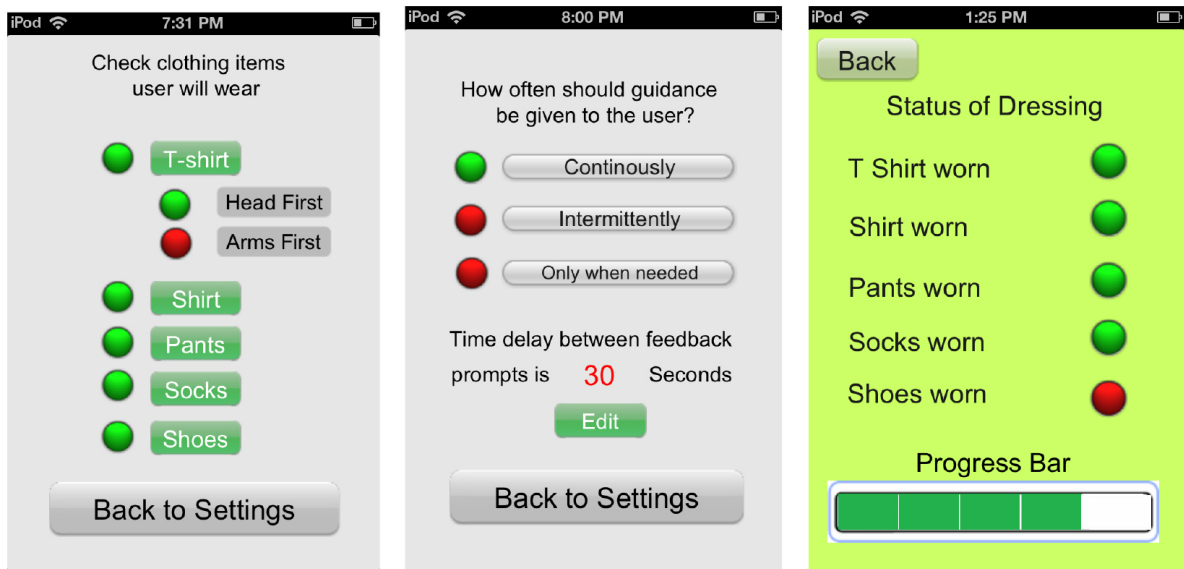 iPod 7:31 PM
Check clothing items
user will wear
T-shirt
Head First
Arms First
Shirt
Pants
Socks
Shoes
Back to Settings
iPod 8:00 PM
How often should guidance
be given to the user?
Continously
Intermittently
Only when needed
Time delay between feedback
prompts is 30 Seconds
Edit
Back to Settings
iPod 1:25 PM
Back
Status of Dressing
T Shirt worn
Shirt worn
Pants worn
Socks worn
Shoes worn
Progress Bar